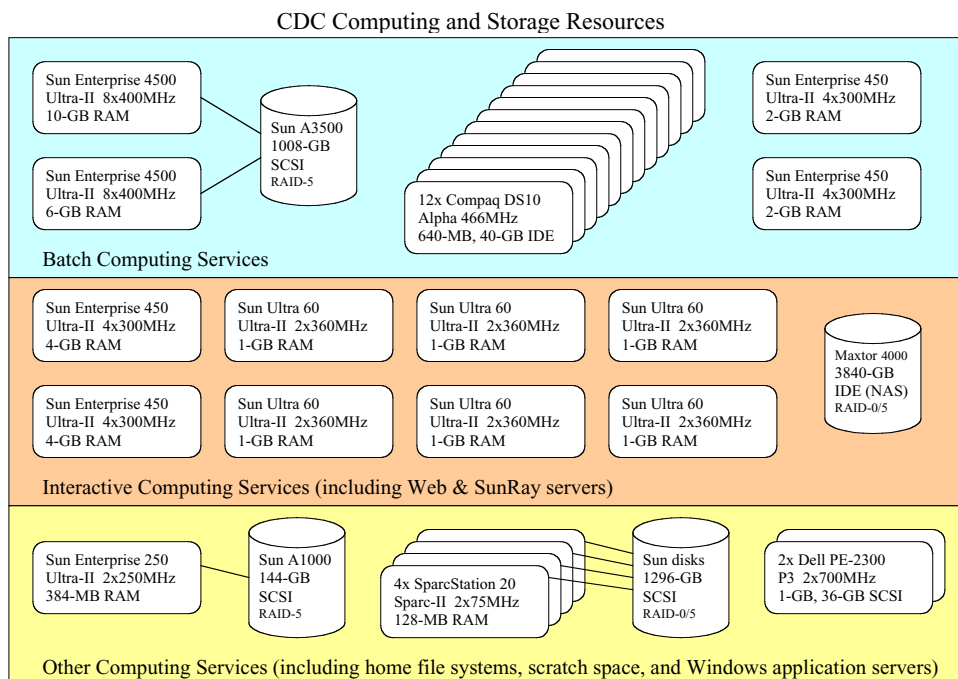 CDC Computing and Storage Resources
Sun Enterprise 4500
Ultra-II 8x400MHz
10-GB RAM
Sun Enterprise 4500
Ultra-II 8x400MHz
6-GB RAM
Sun A3500
1008-GB
SCSI
RAID-5
12x Compaq DS10
Alpha 466MHz
640-MB, 40-GB IDE
Sun Enterprise 450
Ultra-II 4x300MHz
2-GB RAM
Sun Enterprise 450
Ultra-II 4x300MHz
2-GB RAM
Batch Computing Services
Sun Enterprise 450
Ultra-II 4x300MHz
4-GB RAM
Sun Ultra 60
Ultra-II 2x360MHz
1-GB RAM
Sun Ultra 60
Ultra-II 2x360MHz
1-GB RAM
Sun Ultra 60
Ultra-II 2x360MHz
1-GB RAM
Sun Enterprise 450
Ultra-II 4x300MHz
4-GB RAM
Sun Ultra 60
Ultra-II 2x360MHz
1-GB RAM
Sun Ultra 60
Ultra-II 2x360MHz
1-GB RAM
Sun Ultra 60
Ultra-II 2x360MHz
1-GB RAM
Maxtor 4000
3840-GB
IDE (NAS)
RAID-0/5
Interactive Computing Services (including Web & SunRay servers)
Sun Enterprise 250
Ultra-II 2x250MHz
384-MB RAM
Sun A1000
144-GB
SCSI
RAID-5
4x SparcStation 20
Sparc-II 2x75MHz
128-MB RAM
Sun disks
1296-GB
SCSI
RAID-0/5
2x Dell PE-2300
P3 2x700MHz
1-GB, 36-GB SCSI
Other Computing Services (including home file systems, scratch space, and Windows application servers)